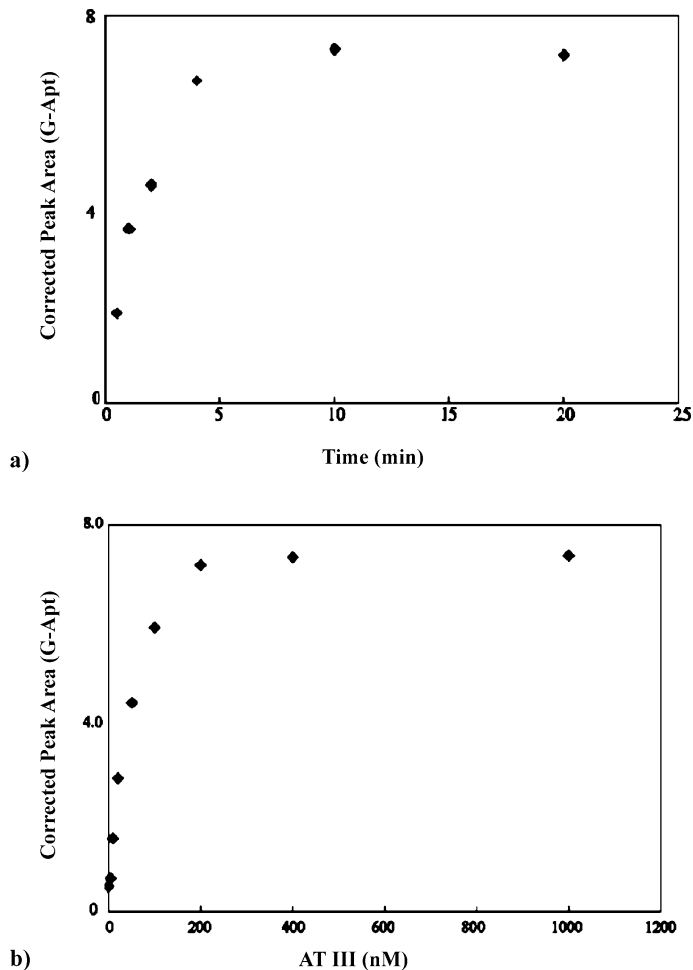 8
Corrected Peak Area (G-Apt)
4
0
0 5 10 15 20 25
Time (min)
a)
8.0
Corrected Peak Area (G-Apt)
4.0
0
0 200 400 600 800 1000 1200
AT III (nM)
b)